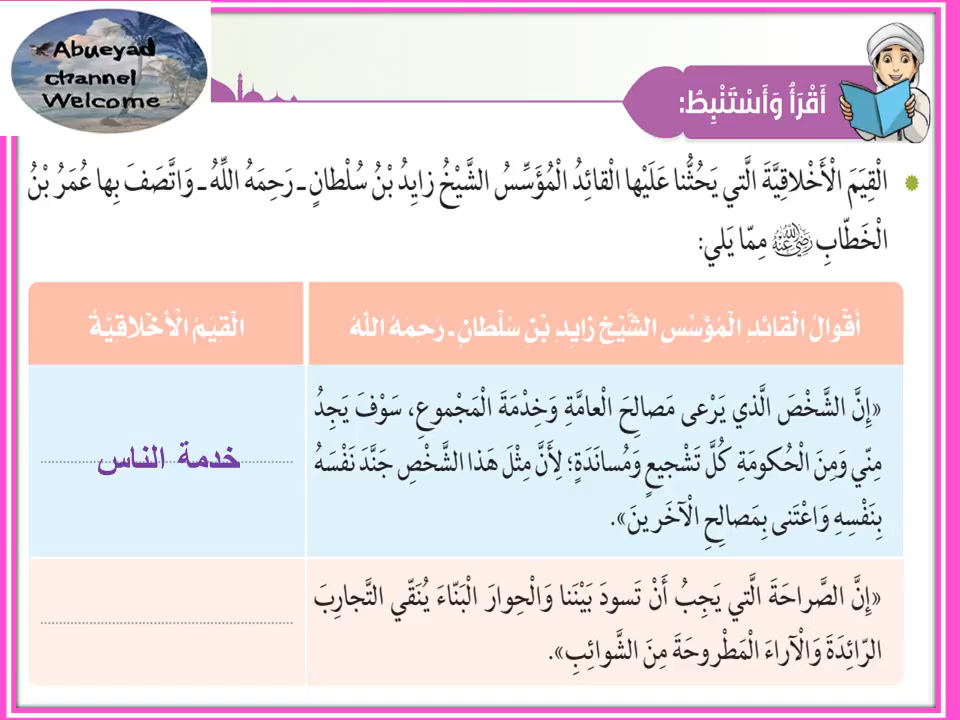 Abueyad
channel
Welcome
أَقْرَأُ وَأَسْتَنْبِطُ:
الْقِيَمَ الْأَخْلاقِيَّةَ الَّتي يَحُثُّنا عَلَيْها الْقائِدُ الْمُؤَسِّسُ الشَّيْخُ زايِدُ بْنُ سُلْطانٍ ـ رَحِمَهُ اللَّهُ ـ وَاتَّصَفَ بِها عُمَرُ بْنُ
الْخَطّابِ رضي الله عنه مِمّا يَلي:
أَقْوالُ الْقائِدِ الْمُؤَسِّسِ الشَّيْخِ زايِدِ بْنِ سُلْطانٍ ـ رَحِمَهُ اللَّهُ
الْقِيَمُ الْأَخْلاقِيَّةُ
«إِنَّ الشَّخْصَ الَّذي يَرْعى مَصالِحَ الْعامَّةِ وَخِدْمَةَ الْمَجْموعِ، سَوْفَ يَجِدُ
مِنّي وَمِنَ الْحُكومَةِ كُلَّ تَشْجيعٍ وَمُسانَدَةٍ؛ لِأَنَّ مِثْلَ هَذا الشَّخْصِ جَنَّدَ نَفْسَهُ
بِنَفْسِهِ وَاعْتَنى بِمَصالِحِ الْآخَرينَ».
خدمة الناس
«إِنَّ الصَّراحَةَ الَّتي يَجِبُ أَنْ تَسودَ بَيْنَنا وَالْحِوارَ الْبَنّاءَ يُنَقّي التَّجارِبَ
الرّائِدَةَ وَالْآراءَ الْمَطْروحَةَ مِنَ الشَّوائِبِ».